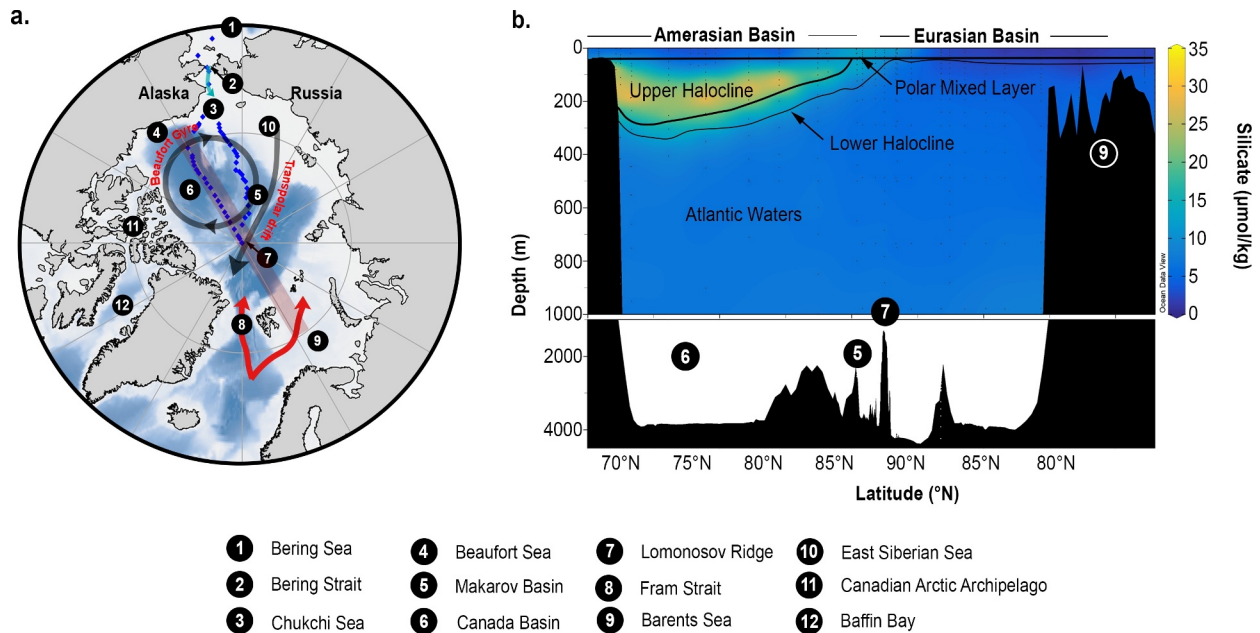 a.
1
2
Alaska
Russia
3
4
10
Beaufort Gyre
Transpolar drift
6
5
11
7
12
8
9
b.
Amerasian Basin
Eurasian Basin
0
200
400
600
800
1000
2000
4000
Depth (m)
Upper Halocline
Polar Mixed Layer
Lower Halocline
Atlantic Waters
9
7
6
5
70°N 75°N 80°N 85°N 90°N 85°N 80°N
Latitude (°N)
Ocean Data View
35
30
25
20
15
10
5
0
Silicate (μmol/kg)
1 Bering Sea
2 Bering Strait
3 Chukchi Sea
4 Beaufort Sea
5 Makarov Basin
6 Canada Basin
7 Lomonosov Ridge
8 Fram Strait
9 Barents Sea
10 East Siberian Sea
11 Canadian Arctic Archipelago
12 Baffin Bay